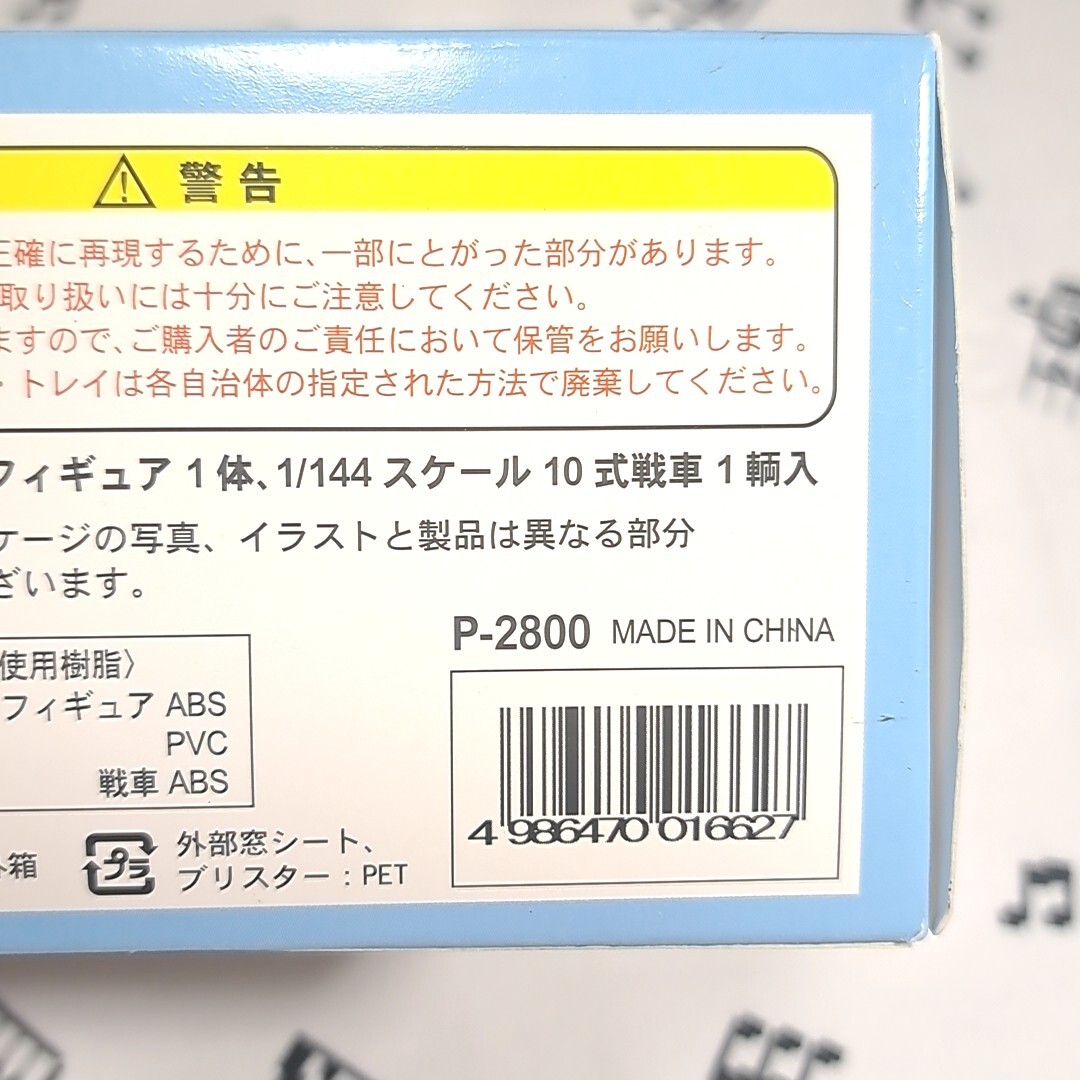 警告
正確に再現するために、一部にとがった部分があります。
取り扱いには十分にご注意してください。
ますので、ご購入者のご責任において保管をお願いします。
・トレイは各自治体の指定された方法で廃棄してください。
フィギュア 1 体、1/144 スケール 10 式戦車 1 輌入
ケージの写真、イラストと製品は異なる部分
ざいます。
P-2800 MADE IN CHINA
使用樹脂〉
フィギュア ABS
PVC
戦車 ABS
4 986470 016627
外箱
プラ
外部窓シート、
ブリスター：PET